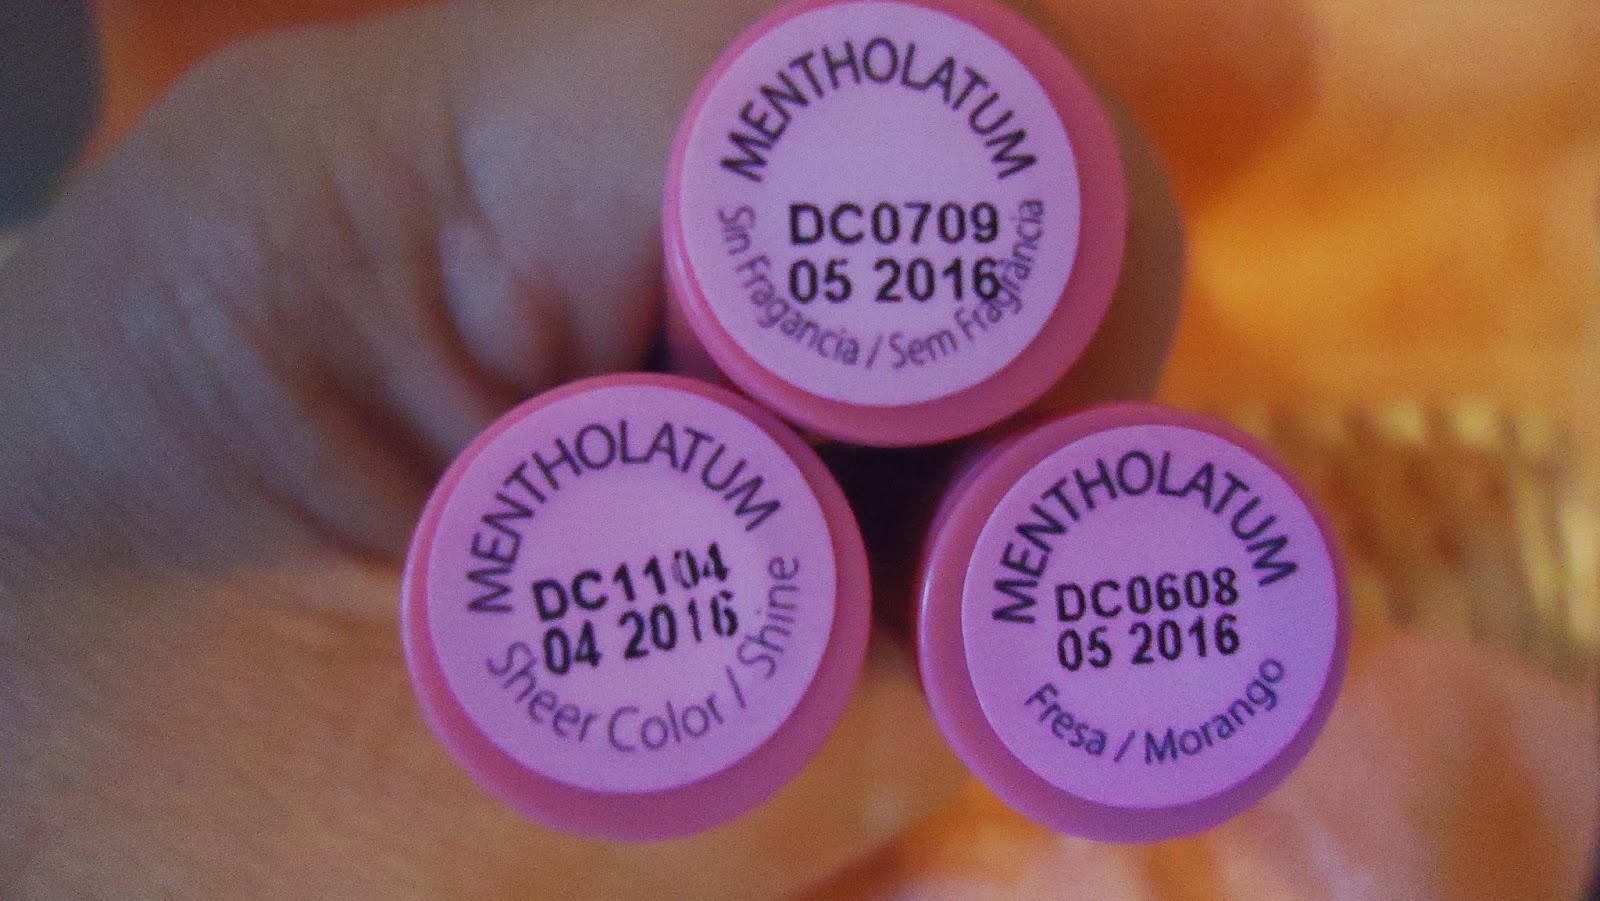 MENTHOLATUM
DC0709
05 2016
Sin Fragancia / Sem Fragrância
MENTHOLATUM
DC1104
04 2016
Sheer Color / Shine
MENTHOLATUM
DC0608
05 2016
Fresa / Morango